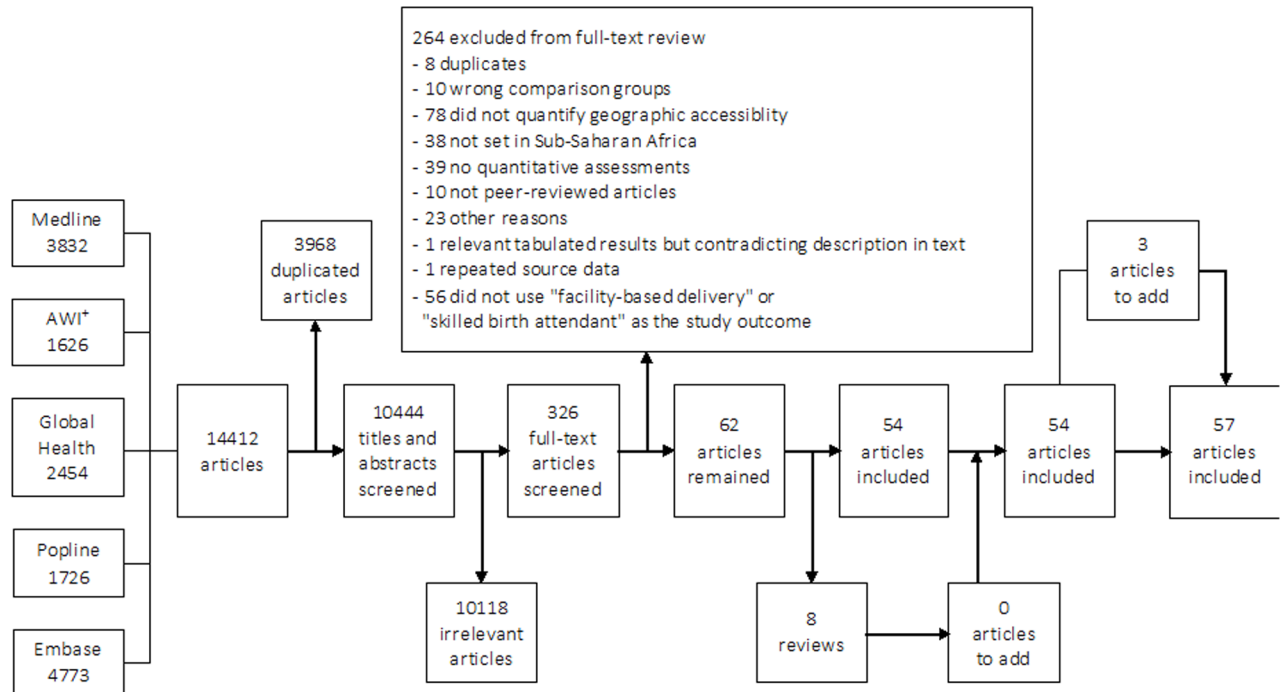 264 excluded from full-text review
- 8 duplicates
- 10 wrong comparison groups
- 78 did not quantify geographic accessiblity
- 38 not set in Sub-Saharan Africa
- 39 no quantitative assessments
- 10 not peer-reviewed articles
- 23 other reasons
- 1 relevant tabulated results but contradicting description in text
- 1 repeated source data
- 56 did not use "facility-based delivery" or
"skilled birth attendant" as the study outcome
Medline
3832
AWI⁺
1626
Global
Health
2454
Popline
1726
Embase
4773
14412
articles
3968
duplicated
articles
10444
titles and
abstracts
screened
10118
irrelevant
articles
326
full-text
articles
screened
62
articles
remained
8
reviews
54
articles
included
0
articles
to add
54
articles
included
3
articles
to add
57
articles
included